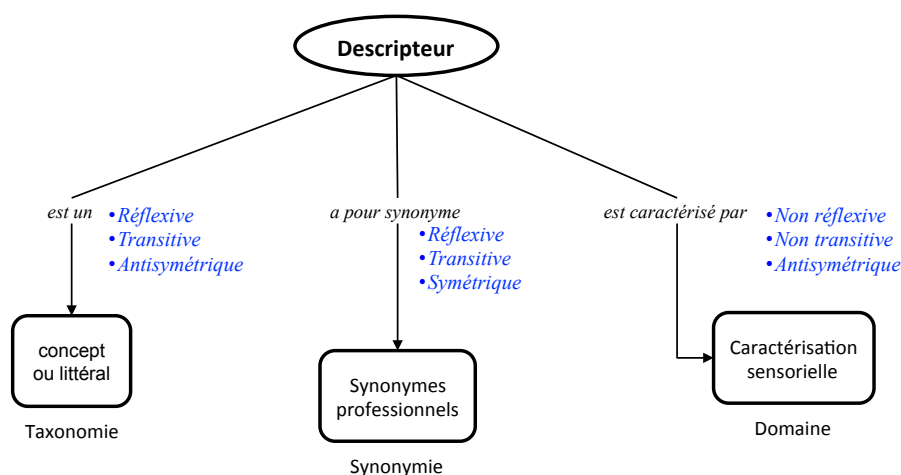 Descripteur
est un
•Réflexive
•Transitive
•Antisymétrique
a pour synonyme
•Réflexive
•Transitive
•Symétrique
est caractérisé par
•Non réflexive
•Non transitive
•Antisymétrique
concept
ou littéral
Taxonomie
Synonymes
professionnels
Synonymie
Caractérisation
sensorielle
Domaine